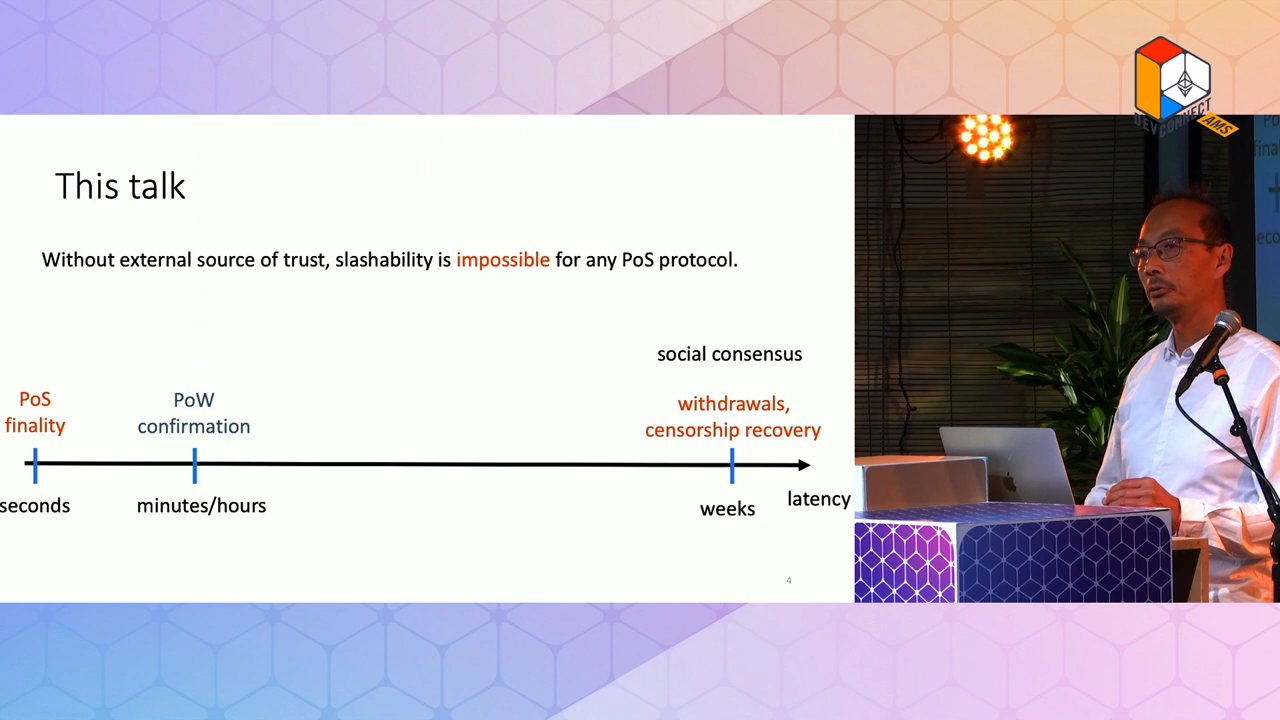 DEVCONNECT
AMS
This talk
Without external source of trust, slashability is impossible for any PoS protocol.
social consensus
PoS
finality
PoW
confirmation
withdrawals,
censorship recovery
seconds
minutes/hours
weeks
latency
4